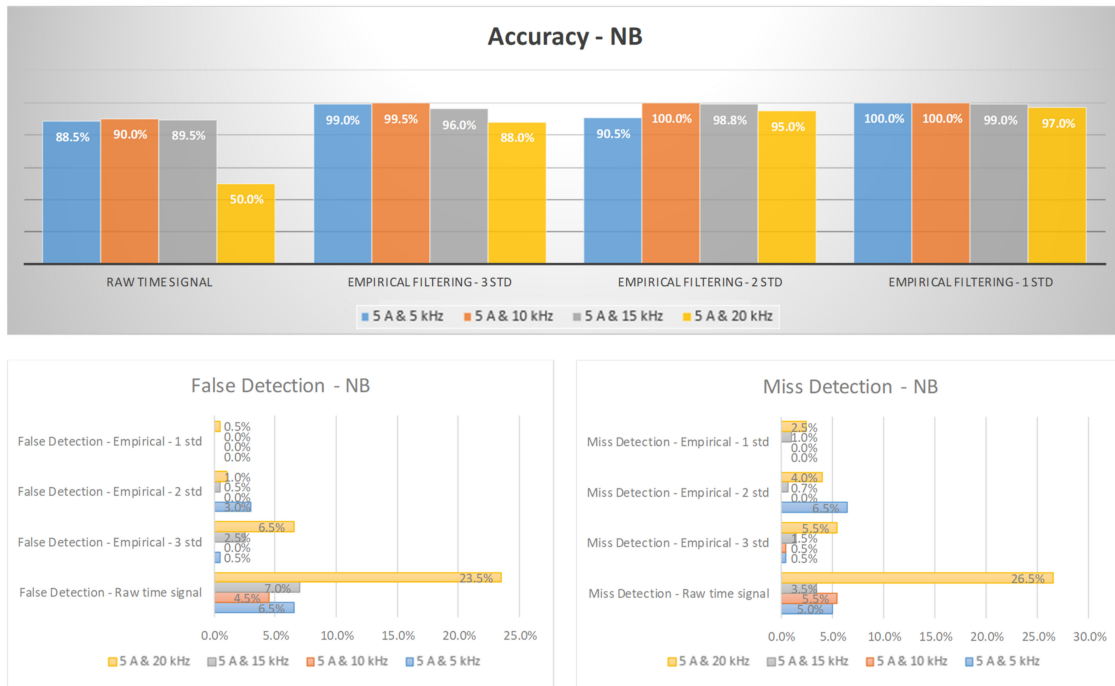 Accuracy - NB
88.5% 90.0% 89.5% 50.0% 99.0% 99.5% 96.0% 88.0% 90.5% 100.0% 98.8% 95.0% 100.0% 100.0% 99.0% 97.0%
RAW TIME SIGNAL EMPIRICAL FILTERING - 3 STD EMPIRICAL FILTERING - 2 STD EMPIRICAL FILTERING - 1 STD
5 A & 5 kHz 5 A & 10 kHz 5 A & 15 kHz 5 A & 20 kHz
False Detection - NB
False Detection - Empirical - 1 std
0.5%
0.0%
0.0%
0.0%
False Detection - Empirical - 2 std
1.0%
0.5%
0.0%
3.0%
False Detection - Empirical - 3 std
6.5%
2.5%
0.0%
0.5%
False Detection - Raw time signal
23.5%
7.0%
4.5%
6.5%
0.0% 5.0% 10.0% 15.0% 20.0% 25.0%
5 A & 20 kHz 5 A & 15 kHz 5 A & 10 kHz 5 A & 5 kHz
Miss Detection - NB
Miss Detection - Empirical - 1 std
2.5%
1.0%
0.0%
0.0%
Miss Detection - Empirical - 2 std
4.0%
0.7%
0.0%
6.5%
Miss Detection - Empirical - 3 std
5.5%
1.5%
0.5%
0.5%
Miss Detection - Raw time signal
26.5%
3.5%
5.5%
5.0%
0.0% 5.0% 10.0% 15.0% 20.0% 25.0% 30.0%
5 A & 20 kHz 5 A & 15 kHz 5 A & 10 kHz 5 A & 5 kHz